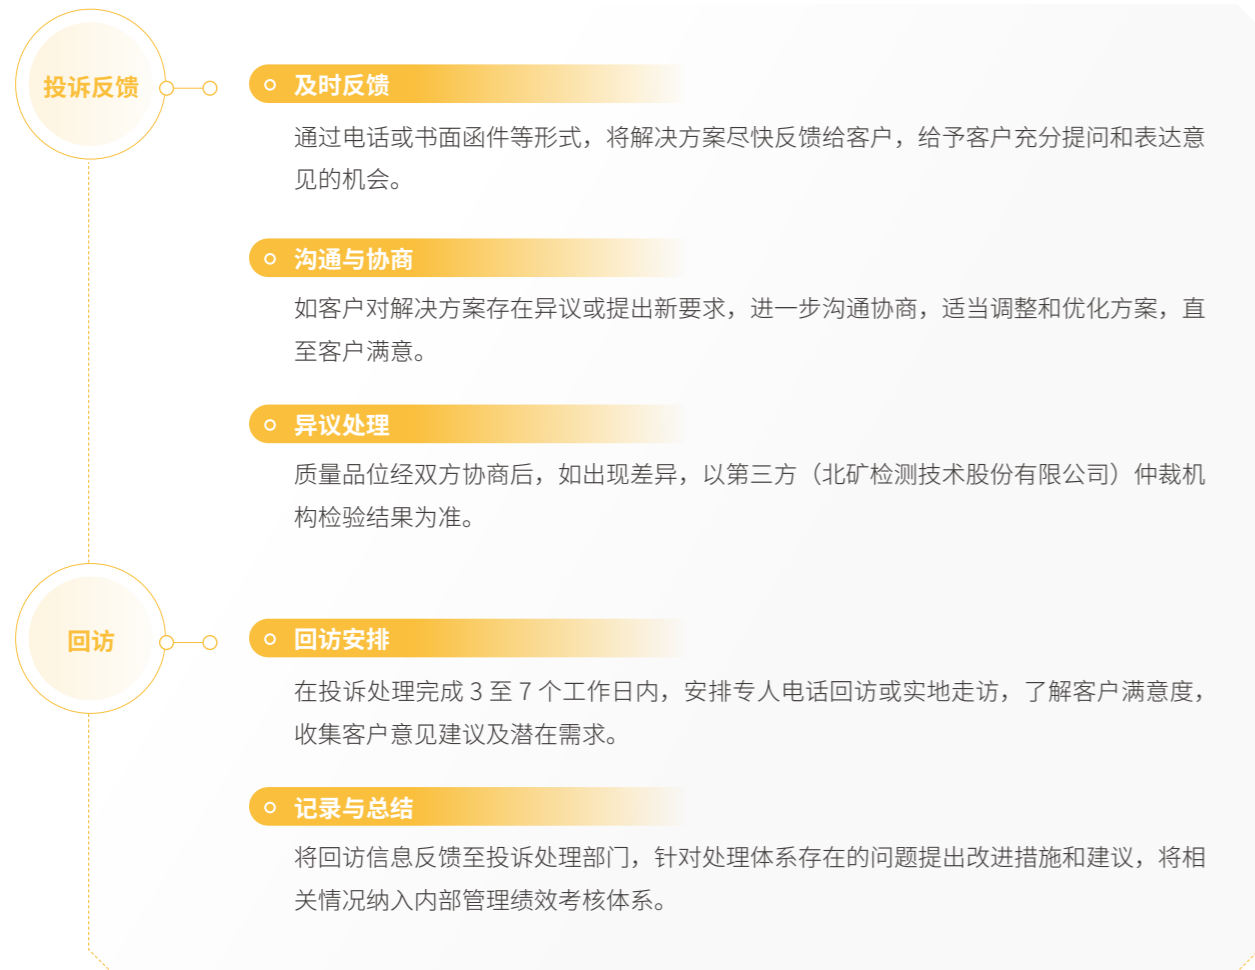 投诉反馈
及时反馈
通过电话或书面函件等形式，将解决方案尽快反馈给客户，给予客户充分提问和表达意
见的机会。
沟通与协商
如客户对解决方案存在异议或提出新要求，进一步沟通协商，适当调整和优化方案，直
至客户满意。
异议处理
质量品位经双方协商后，如出现差异，以第三方（北矿检测技术股份有限公司）仲裁机
构检验结果为准。
回访
回访安排
在投诉处理完成 3 至 7 个工作日内，安排专人电话回访或实地走访，了解客户满意度，
收集客户意见建议及潜在需求。
记录与总结
将回访信息反馈至投诉处理部门，针对处理体系存在的问题提出改进措施和建议，将相
关情况纳入内部管理绩效考核体系。